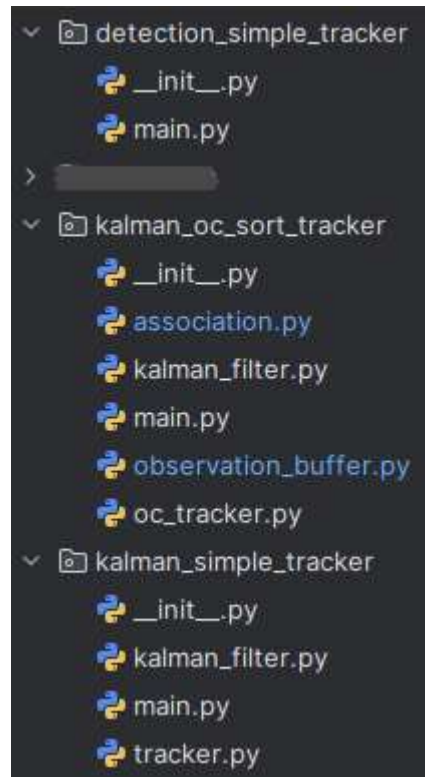 detection_simple_tracker
__init__.py
main.py
kalman_oc_sort_tracker
__init__.py
association.py
kalman_filter.py
main.py
observation_buffer.py
oc_tracker.py
kalman_simple_tracker
__init__.py
kalman_filter.py
main.py
tracker.py